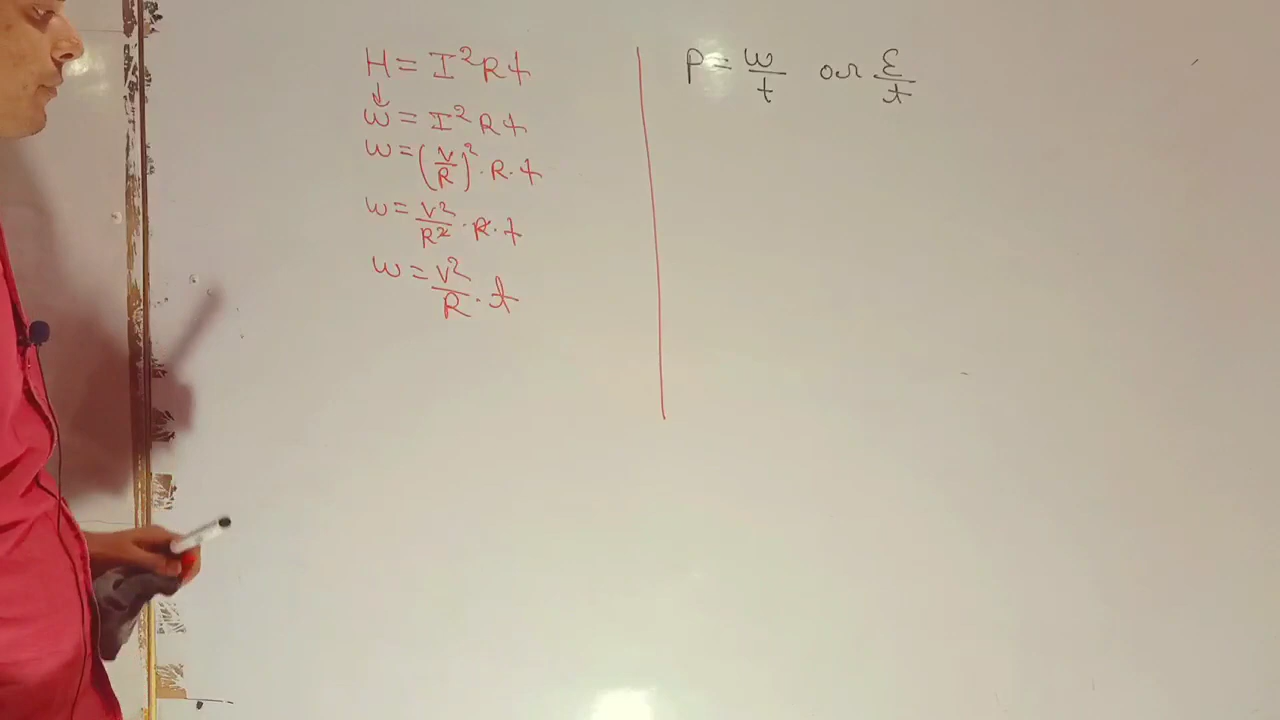 H = I²Rt
↓
w = I²Rt
w = (V/R)² · R · t
w = V²/R² · R · t
w = V²/R · t
P = w/t or E/t